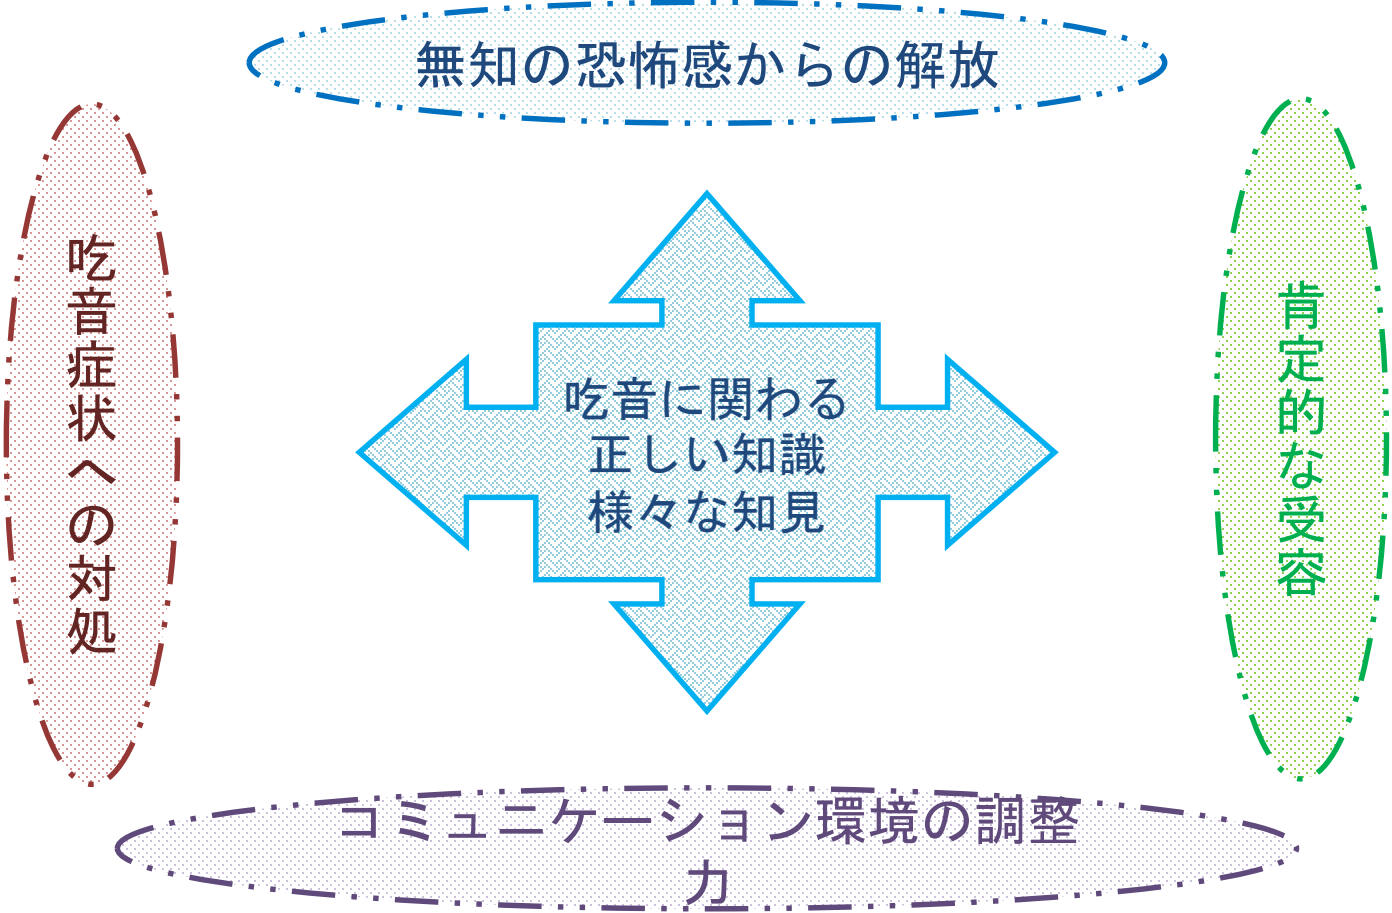 無知の恐怖感からの解放
吃音症状への対処
吃音に関わる
正しい知識
様々な知見
肯定的な受容
コミュニケーション環境の調整
力